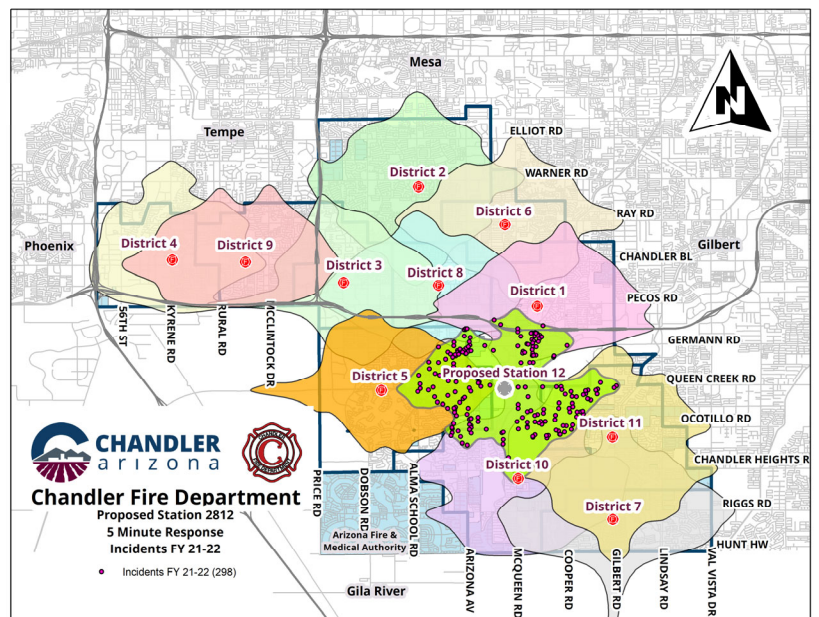 Mesa
N
ELLIOT RD
Tempe
District 2
WARNER RD
District 6
RAY RD
Phoenix
District 4
District 9
Gilbert
District 3
District 8
CHANDLER BL
District 1
PECOS RD
56TH ST
KYRENE RD
RURAL RD
MCCLINTOCK DR
GERMANN RD
District 5
Proposed Station 12
QUEEN CREEK RD
OCOTILLO RD
District 11
CHANDLER
arizona
CHANDLER HEIGHTS R
District 10
Chandler Fire Department
Proposed Station 2812
5 Minute Response
Incidents FY 21-22
Incidents FY 21-22 (298)
PRICE RD
DOBSON RD
ALMA SCHOOL RD
District 7
RIGGS RD
Arizona Fire &
Medical Authority
HUNT HW
ARIZONA AV
MCQUEEN RD
COOPER RD
GILBERT RD
LINDSAY RD
VAL VISTA DR
Gila River